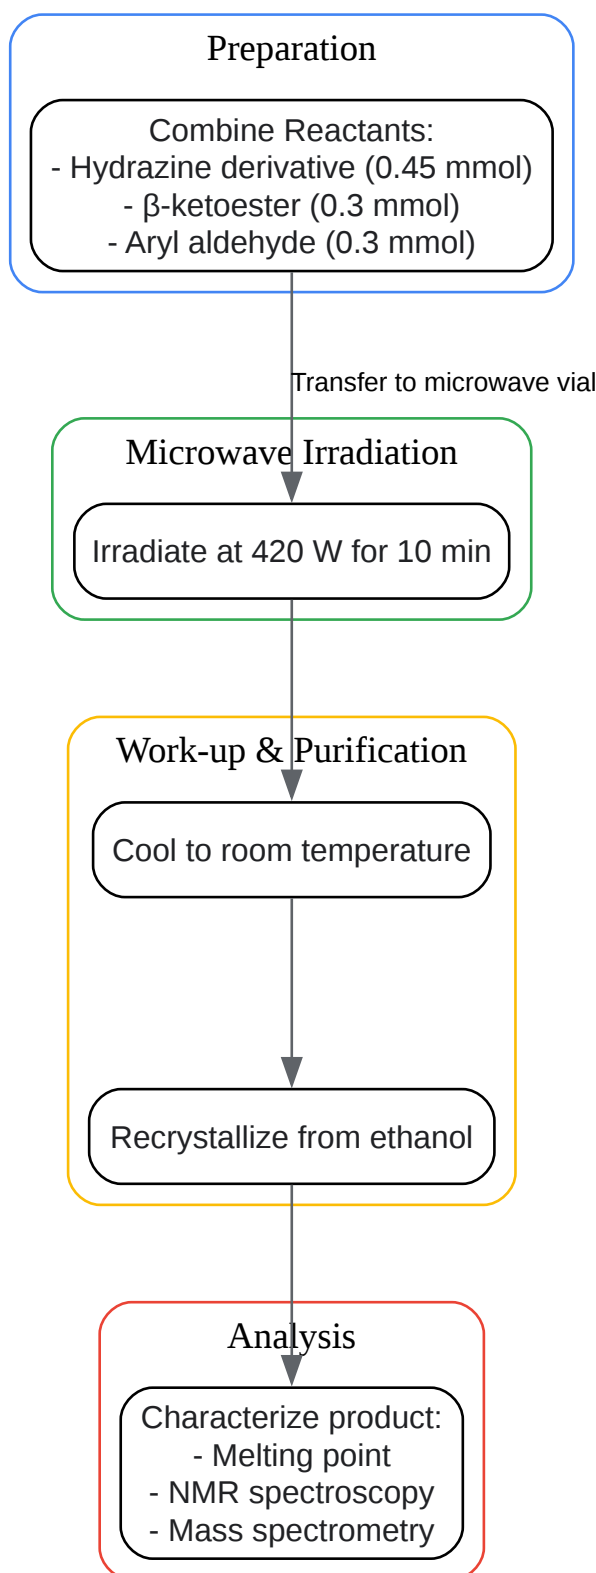 Preparation
Combine Reactants:
- Hydrazine derivative (0.45 mmol)
- β-ketoester (0.3 mmol)
- Aryl aldehyde (0.3 mmol)
Transfer to microwave vial
Microwave Irradiation
Irradiate at 420 W for 10 min
Work-up & Purification
Cool to room temperature
Recrystallize from ethanol
Analysis
Characterize product:
- Melting point
- NMR spectroscopy
- Mass spectrometry